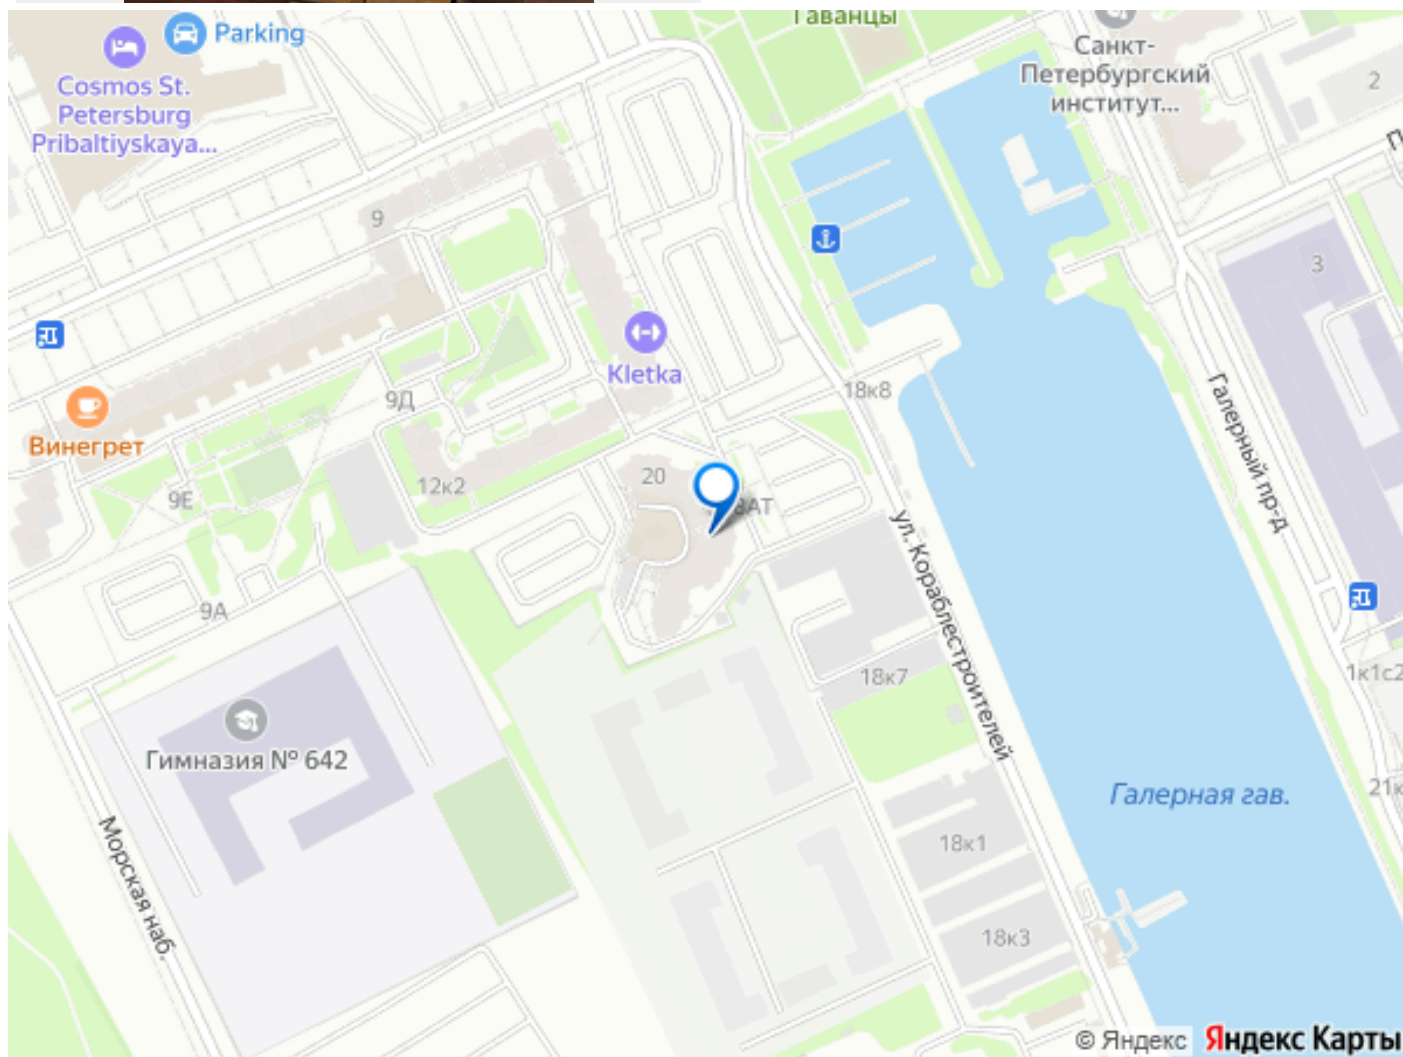 Гаванцы
Parking
Санкт-
Петербургский
институт...
2
Cosmos St.
Petersburg
Pribaltiyskaya...
9
3
Kletka
18к8
9Д
Галерный пр-д
Винегрет
20
12к2
9Е
ул. Кораблестроителей
9А
1к1с2
18к7
Гимназия № 642
Галерная гав.
18к1
Морская наб.
18к3
© Яндекс Яндекс Карты